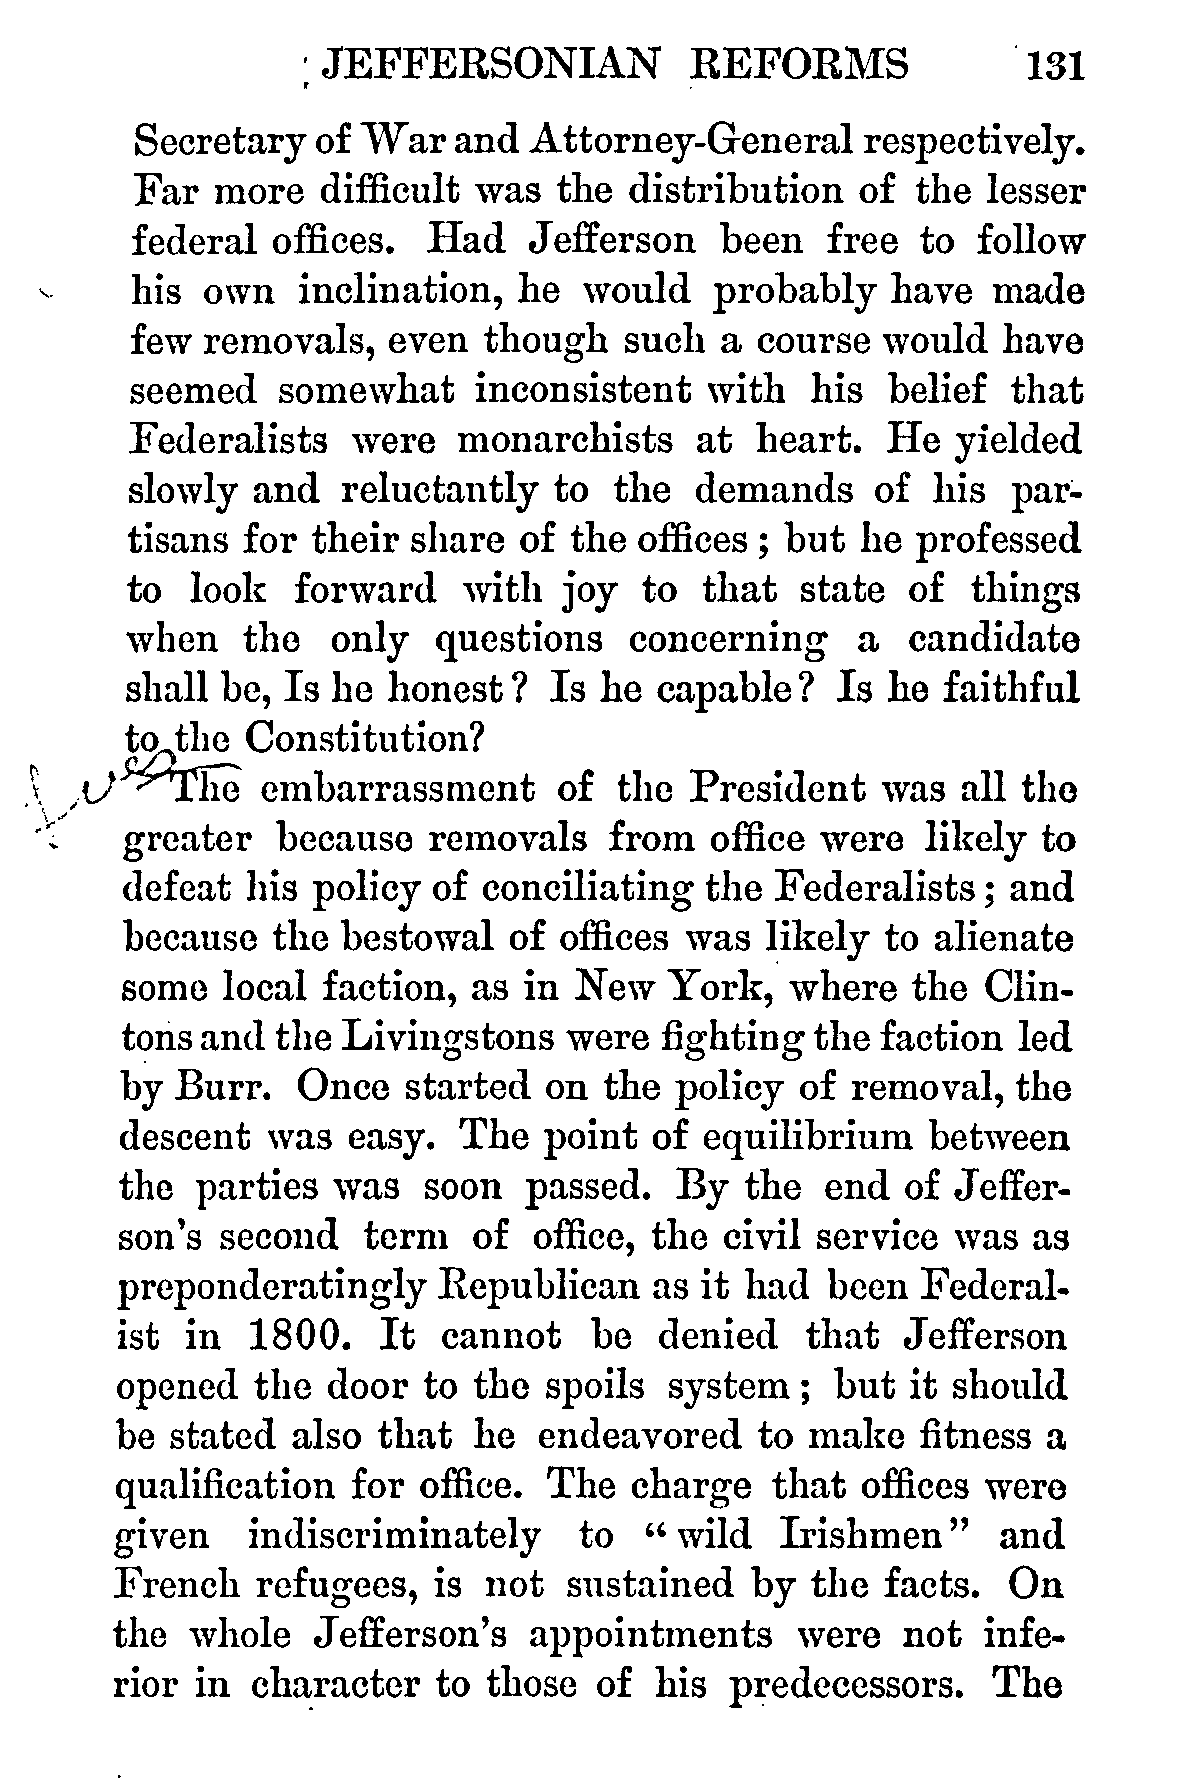 JEFFERSONIAN REFORMS 131
Secretary of War and Attorney-General respectively.
Far more difficult was the distribution of the lesser
federal offices. Had Jefferson been free to follow
his own inclination, he would probably have made
few removals, even though such a course would have
seemed somewhat inconsistent with his belief that
Federalists were monarchists at heart. He yielded
slowly and reluctantly to the demands of his par-
tisans for their share of the offices ; but he professed
to look forward with joy to that state of things
when the only questions concerning a candidate
shall be, Is he honest ? Is he capable ? Is he faithful
to the Constitution?
The embarrassment of the President was all the
greater because removals from office were likely to
defeat his policy of conciliating the Federalists ; and
because the bestowal of offices was likely to alienate
some local faction, as in New York, where the Clin-
tons and the Livingstons were fighting the faction led
by Burr. Once started on the policy of removal, the
descent was easy. The point of equilibrium between
the parties was soon passed. By the end of Jeffer-
son's second term of office, the civil service was as
preponderatingly Republican as it had been Federal-
ist in 1800. It cannot be denied that Jefferson
opened the door to the spoils system ; but it should
be stated also that he endeavored to make fitness a
qualification for office. The charge that offices were
given indiscriminately to “ wild Irishmen ” and
French refugees, is not sustained by the facts. On
the whole Jefferson's appointments were not infe-
rior in character to those of his predecessors. The